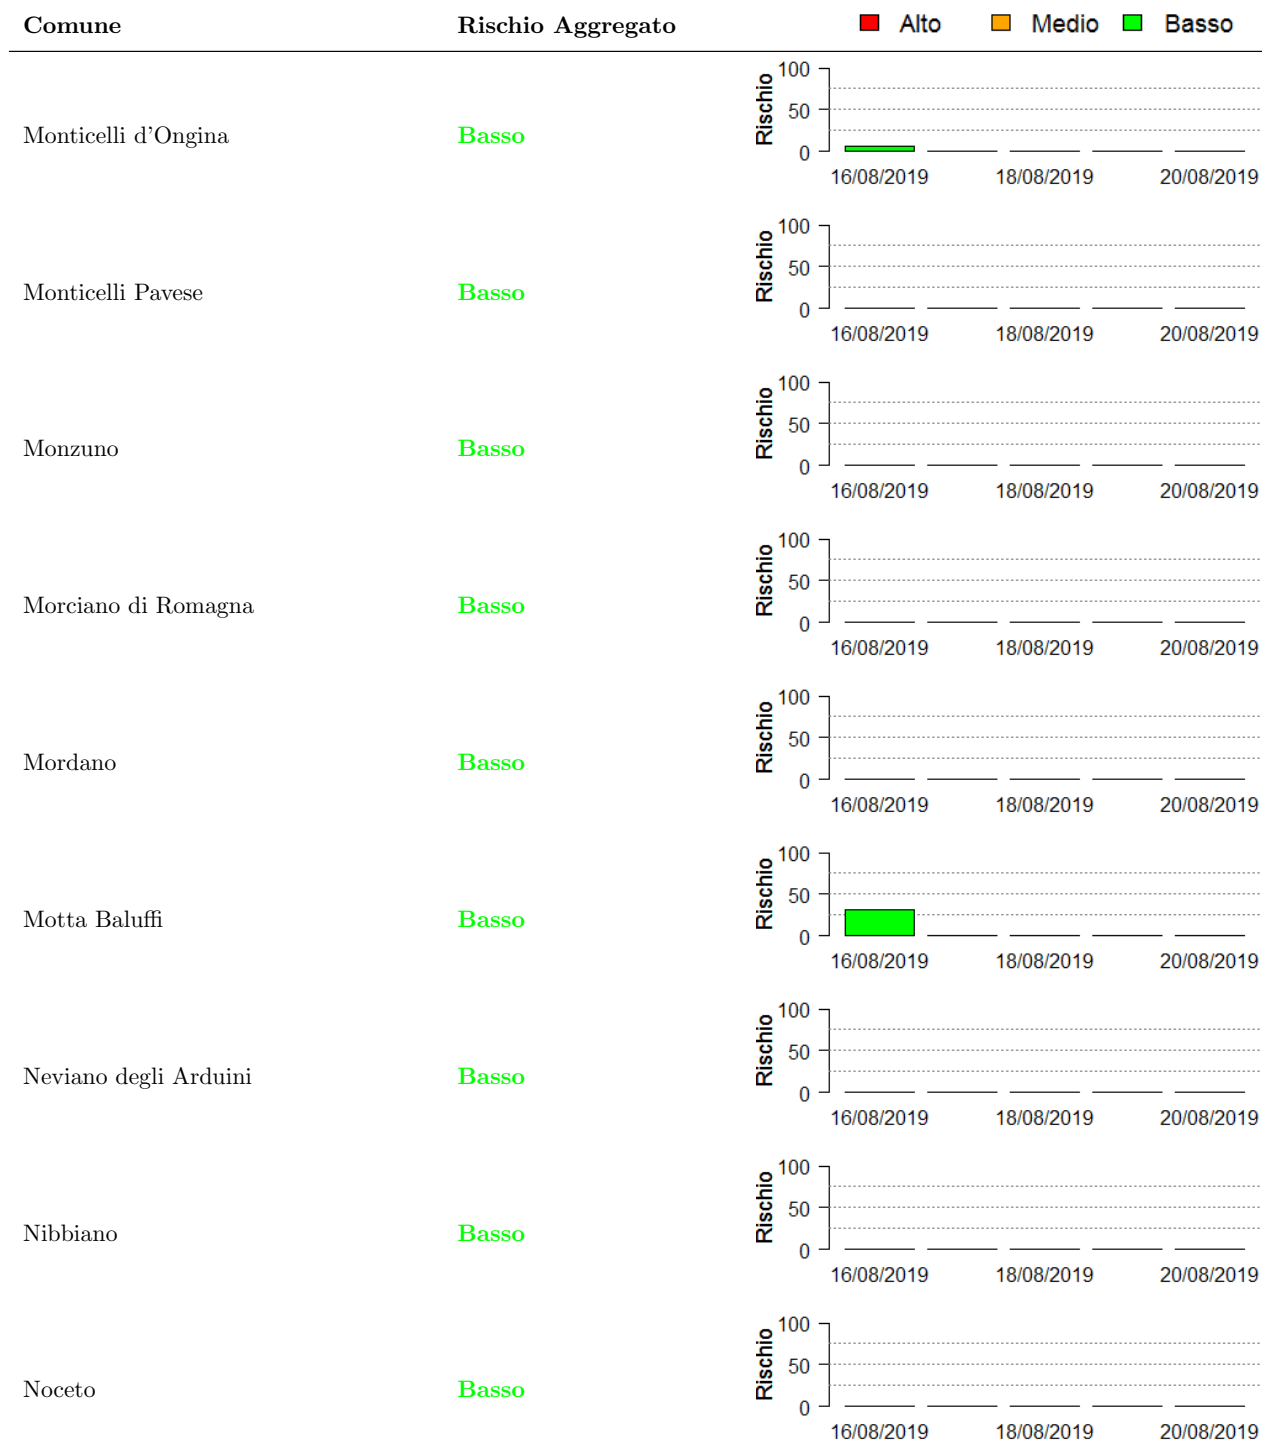 Comune Rischio Aggregato Alto Medio Basso
100
50
0
Rischio
Monticelli d'Ongina Basso
16/08/2019 18/08/2019 20/08/2019
100
50
0
Rischio
Monticelli Pavese Basso
16/08/2019 18/08/2019 20/08/2019
100
50
0
Rischio
Monzuno Basso
16/08/2019 18/08/2019 20/08/2019
100
50
0
Rischio
Morciano di Romagna Basso
16/08/2019 18/08/2019 20/08/2019
100
50
0
Rischio
Mordano Basso
16/08/2019 18/08/2019 20/08/2019
100
50
0
Rischio
Motta Baluffi Basso
16/08/2019 18/08/2019 20/08/2019
100
50
0
Rischio
Neviano degli Arduini Basso
16/08/2019 18/08/2019 20/08/2019
100
50
0
Rischio
Nibbiano Basso
16/08/2019 18/08/2019 20/08/2019
100
50
0
Rischio
Noceto Basso
16/08/2019 18/08/2019 20/08/2019